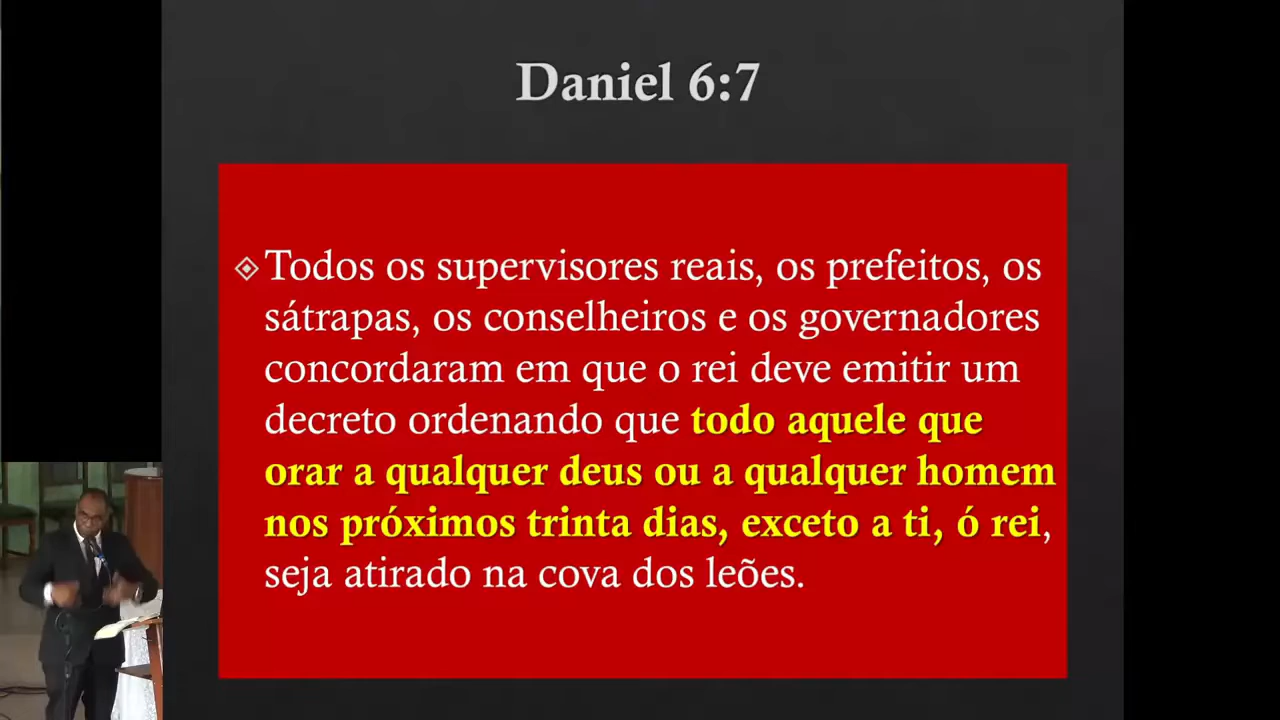 Daniel 6:7
Todos os supervisores reais, os prefeitos, os
sátrapas, os conselheiros e os governadores
concordaram em que o rei deve emitir um
decreto ordenando que todo aquele que
orar a qualquer deus ou a qualquer homem
nos próximos trinta dias, exceto a ti, ó rei,
seja atirado na cova dos leões.